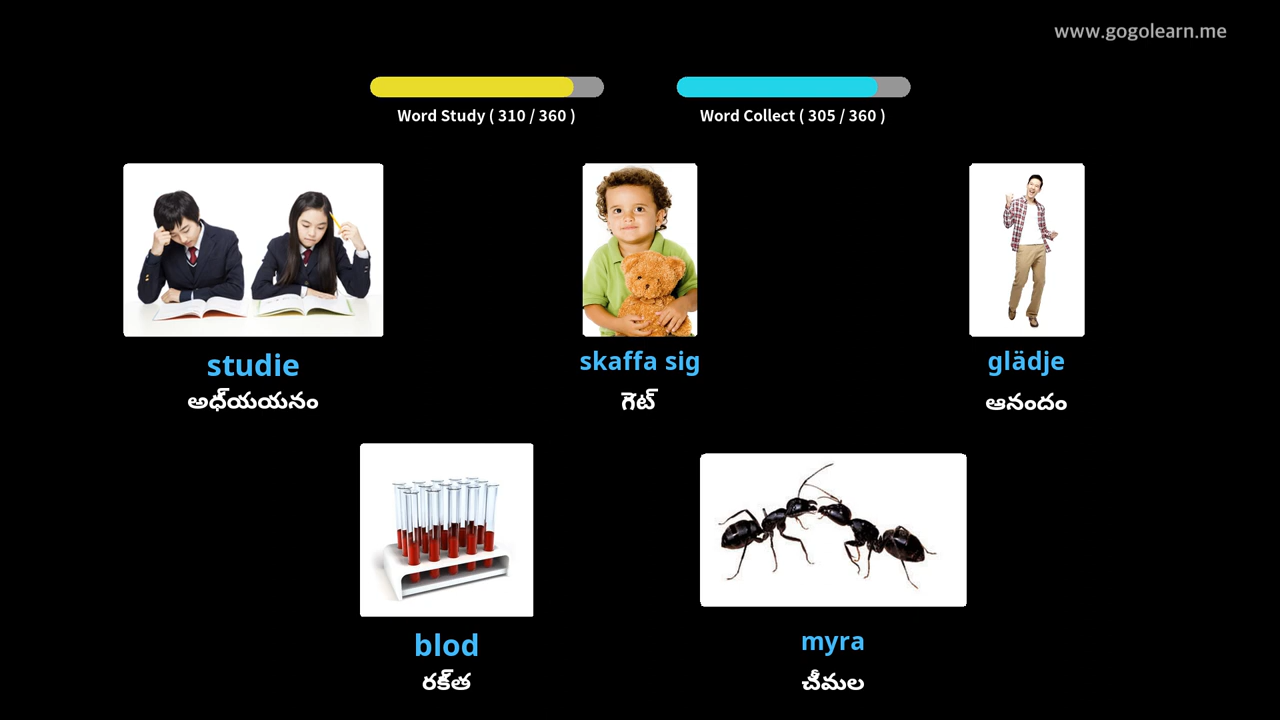 www.gogolearn.me
Word Study ( 310 / 360 )
Word Collect ( 305 / 360 )
studie
అధ్యయనం
skaffa sig
గెట్
glädje
ఆనందం
blod
రక్త
myra
చీమల